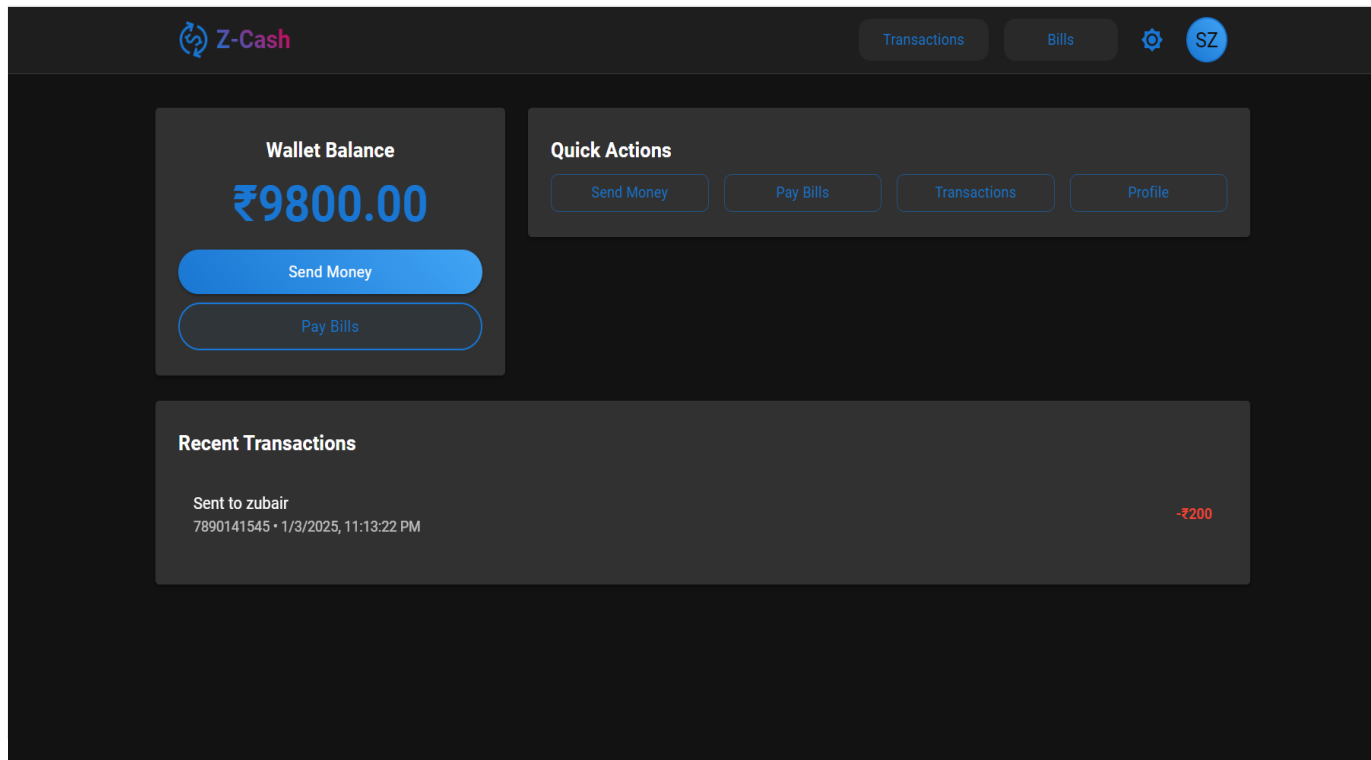 Z-Cash
Transactions
Bills
SZ
Wallet Balance
₹9800.00
Send Money
Pay Bills
Quick Actions
Send Money
Pay Bills
Transactions
Profile
Recent Transactions
Sent to zubair
7890141545 • 1/3/2025, 11:13:22 PM
-₹200